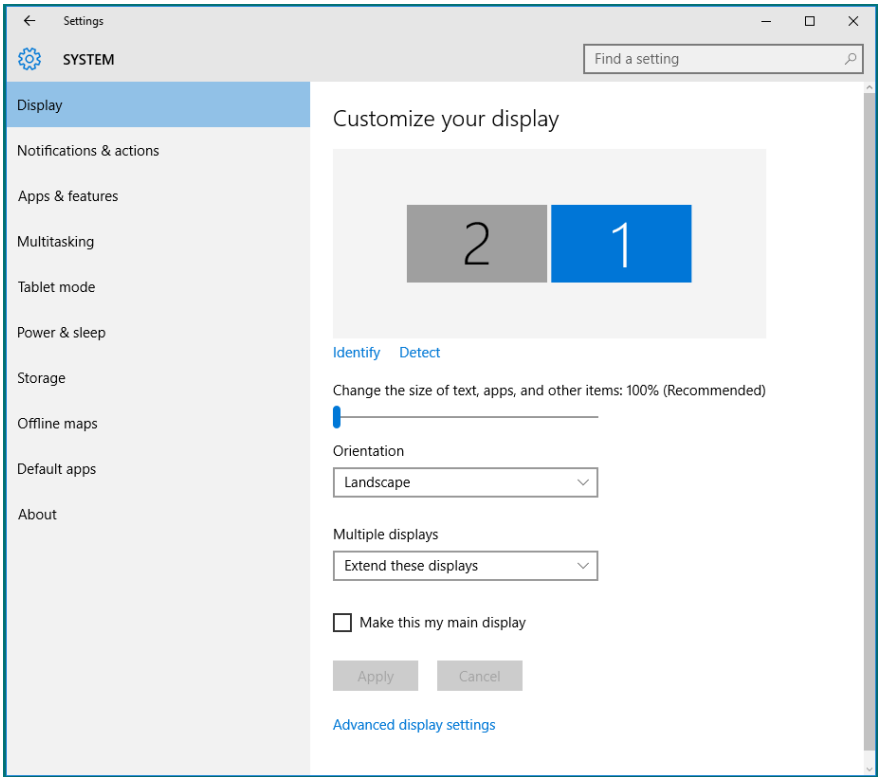 Settings
SYSTEM
Find a setting
Display
Notifications & actions
Apps & features
Multitasking
Tablet mode
Power & sleep
Storage
Offline maps
Default apps
About
Customize your display
2 1
Identify Detect
Change the size of text, apps, and other items: 100% (Recommended)
Orientation
Landscape
Multiple displays
Extend these displays
Make this my main display
Apply Cancel
Advanced display settings